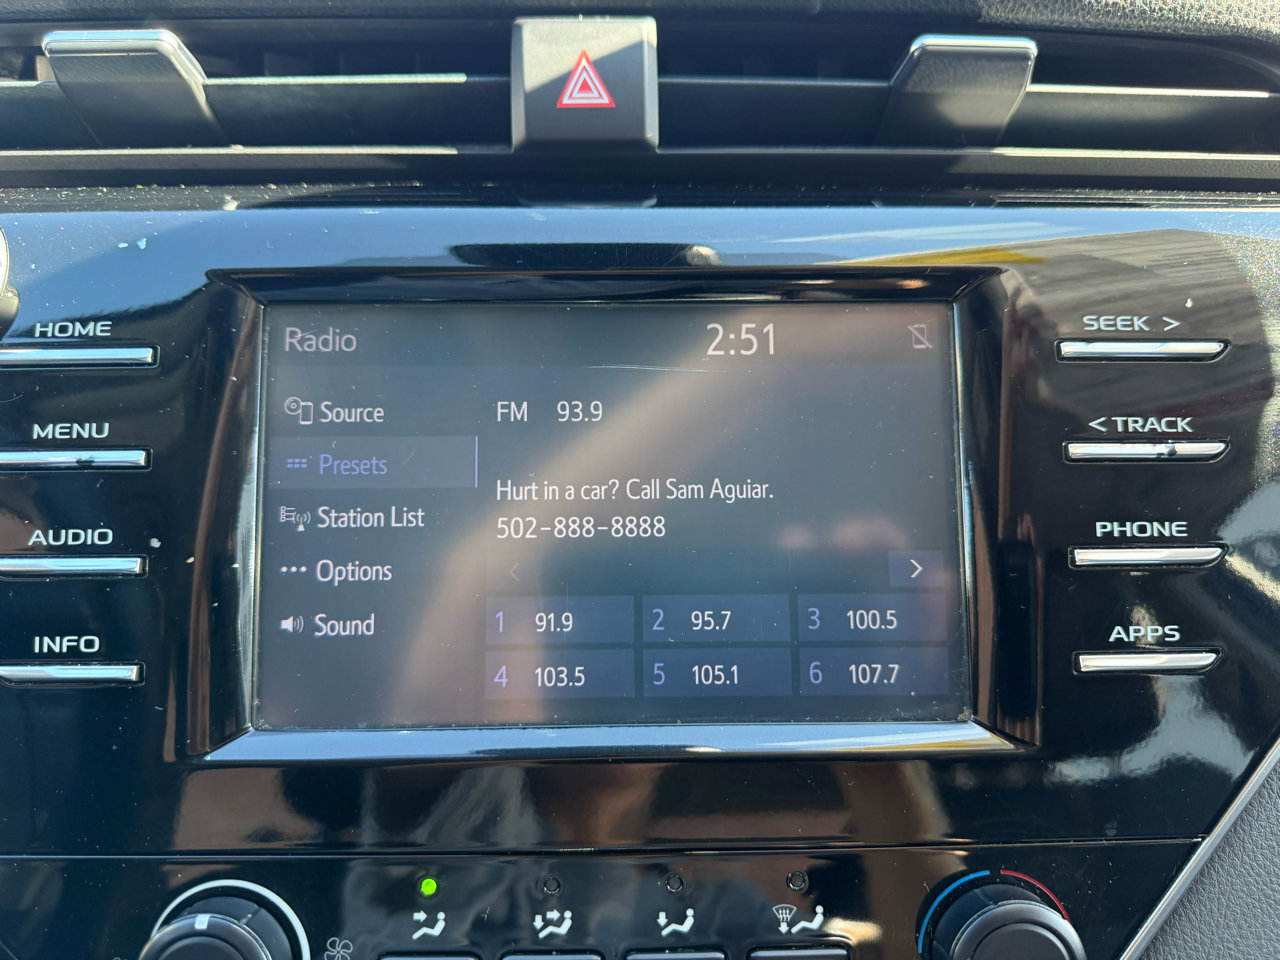 HOME
MENU
AUDIO
INFO
Radio
2:51
Source
Presets
Station List
Options
Sound
FM 93.9
Hurt in a car? Call Sam Aguiar.
502-888-8888
< >
1 91.9 2 95.7 3 100.5
4 103.5 5 105.1 6 107.7
SEEK >
< TRACK
PHONE
APPS